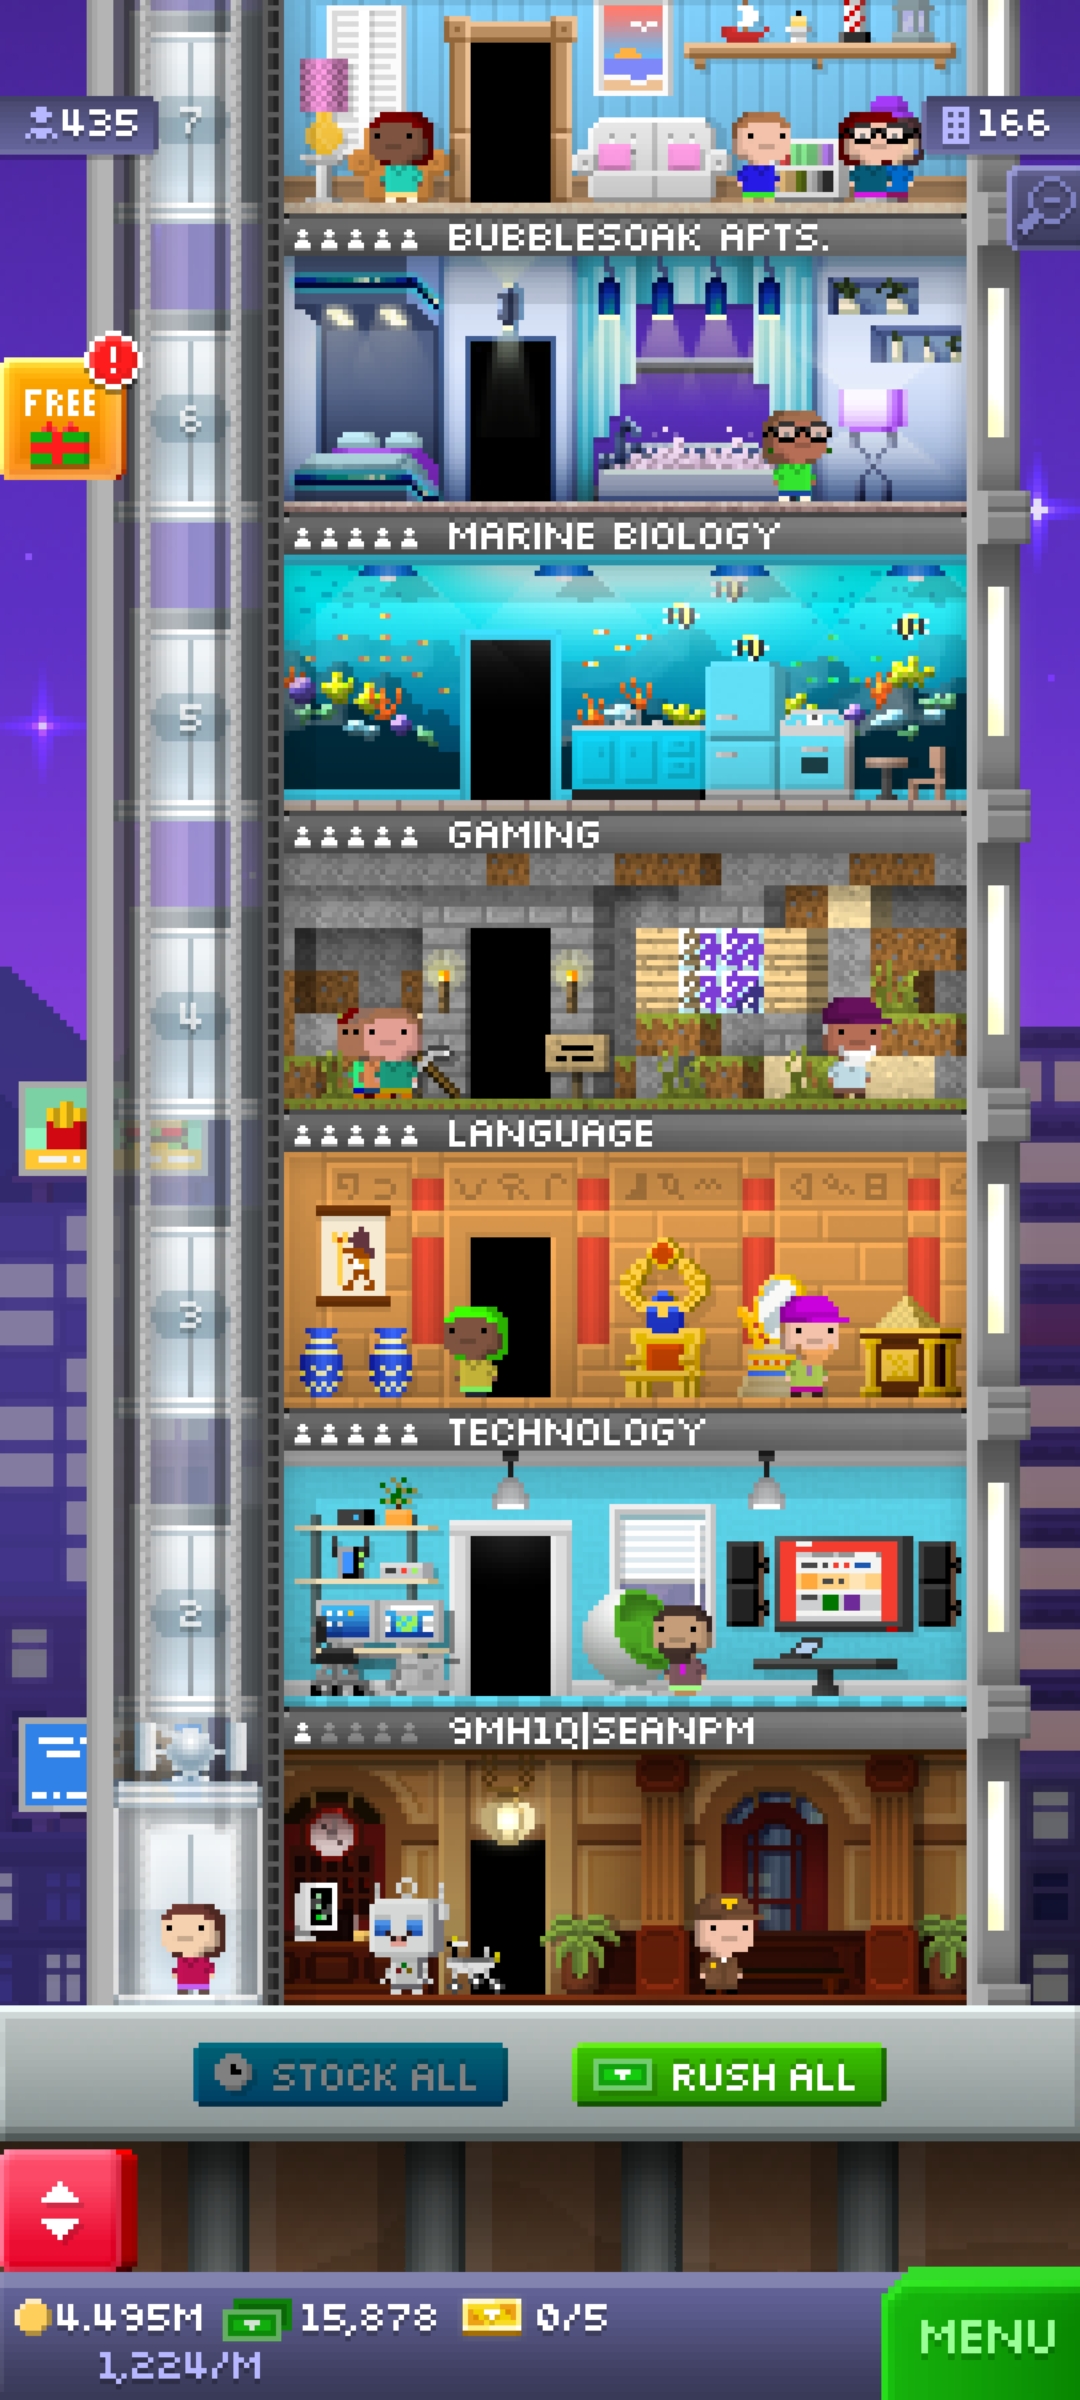 7
435
166
BUBBLESOAK APTS.
FREE
!
6
MARINE BIOLOGY
5
GAMING
4
LANGUAGE
3
TECHNOLOGY
2
9MH1Q|SEANPM
STOCK ALL
RUSH ALL
4.495M
15,878
0/5
1,224/M
MENU